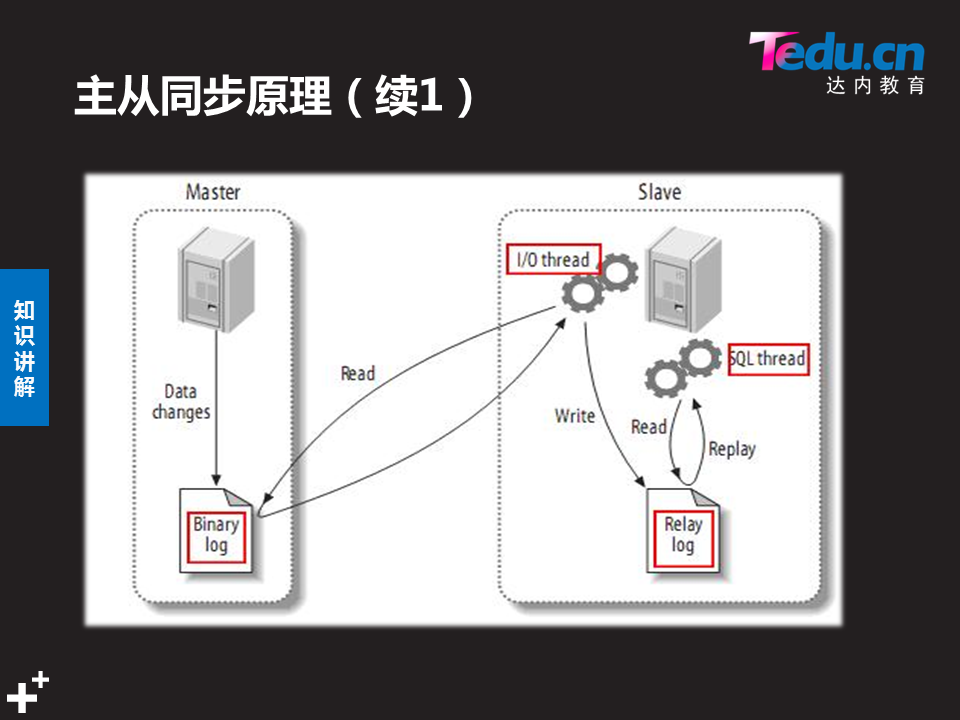 Tedu.cn
达内教育
主从同步原理（续1）
知
识
讲
解
Master
Slave
I/O thread
SQL thread
Read
Data
changes
Write
Read
Replay
Binary
log
Relay
log